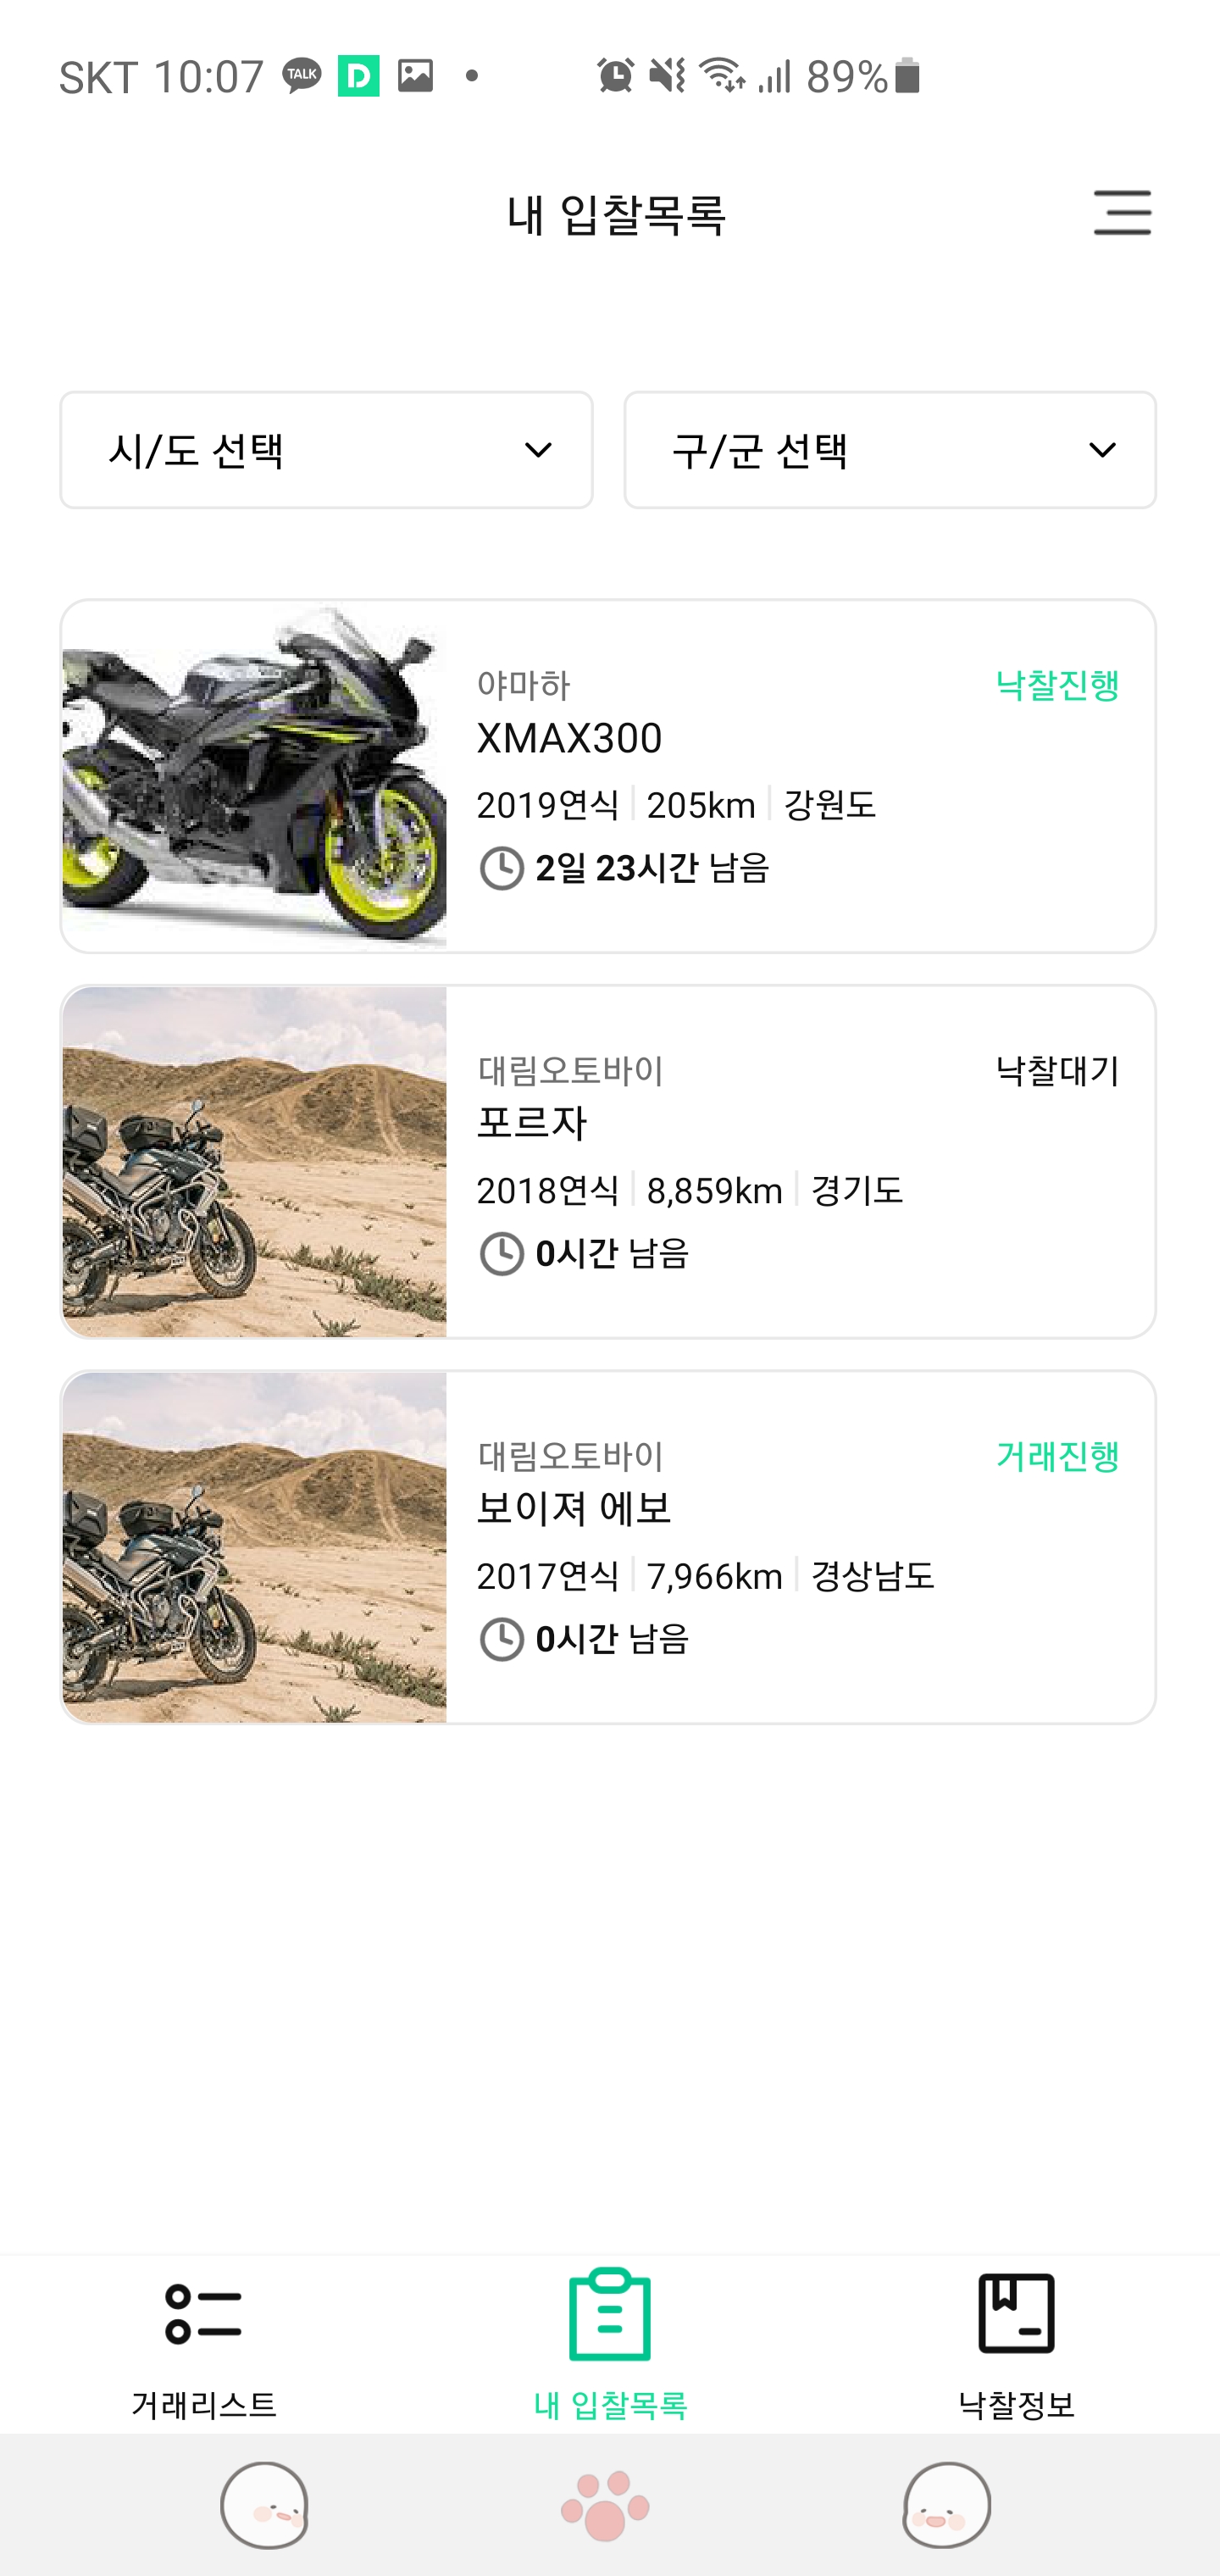 SKT 10:07 TALK D 89%
내 입찰목록
시/도 선택 구/군 선택
야마하 낙찰진행
XMAX300
2019연식 205km 강원도
2일 23시간 남음
대림오토바이 낙찰대기
포르자
2018연식 8,859km 경기도
0시간 남음
대림오토바이 거래진행
보이져 에보
2017연식 7,966km 경상남도
0시간 남음
거래리스트 내 입찰목록 낙찰정보